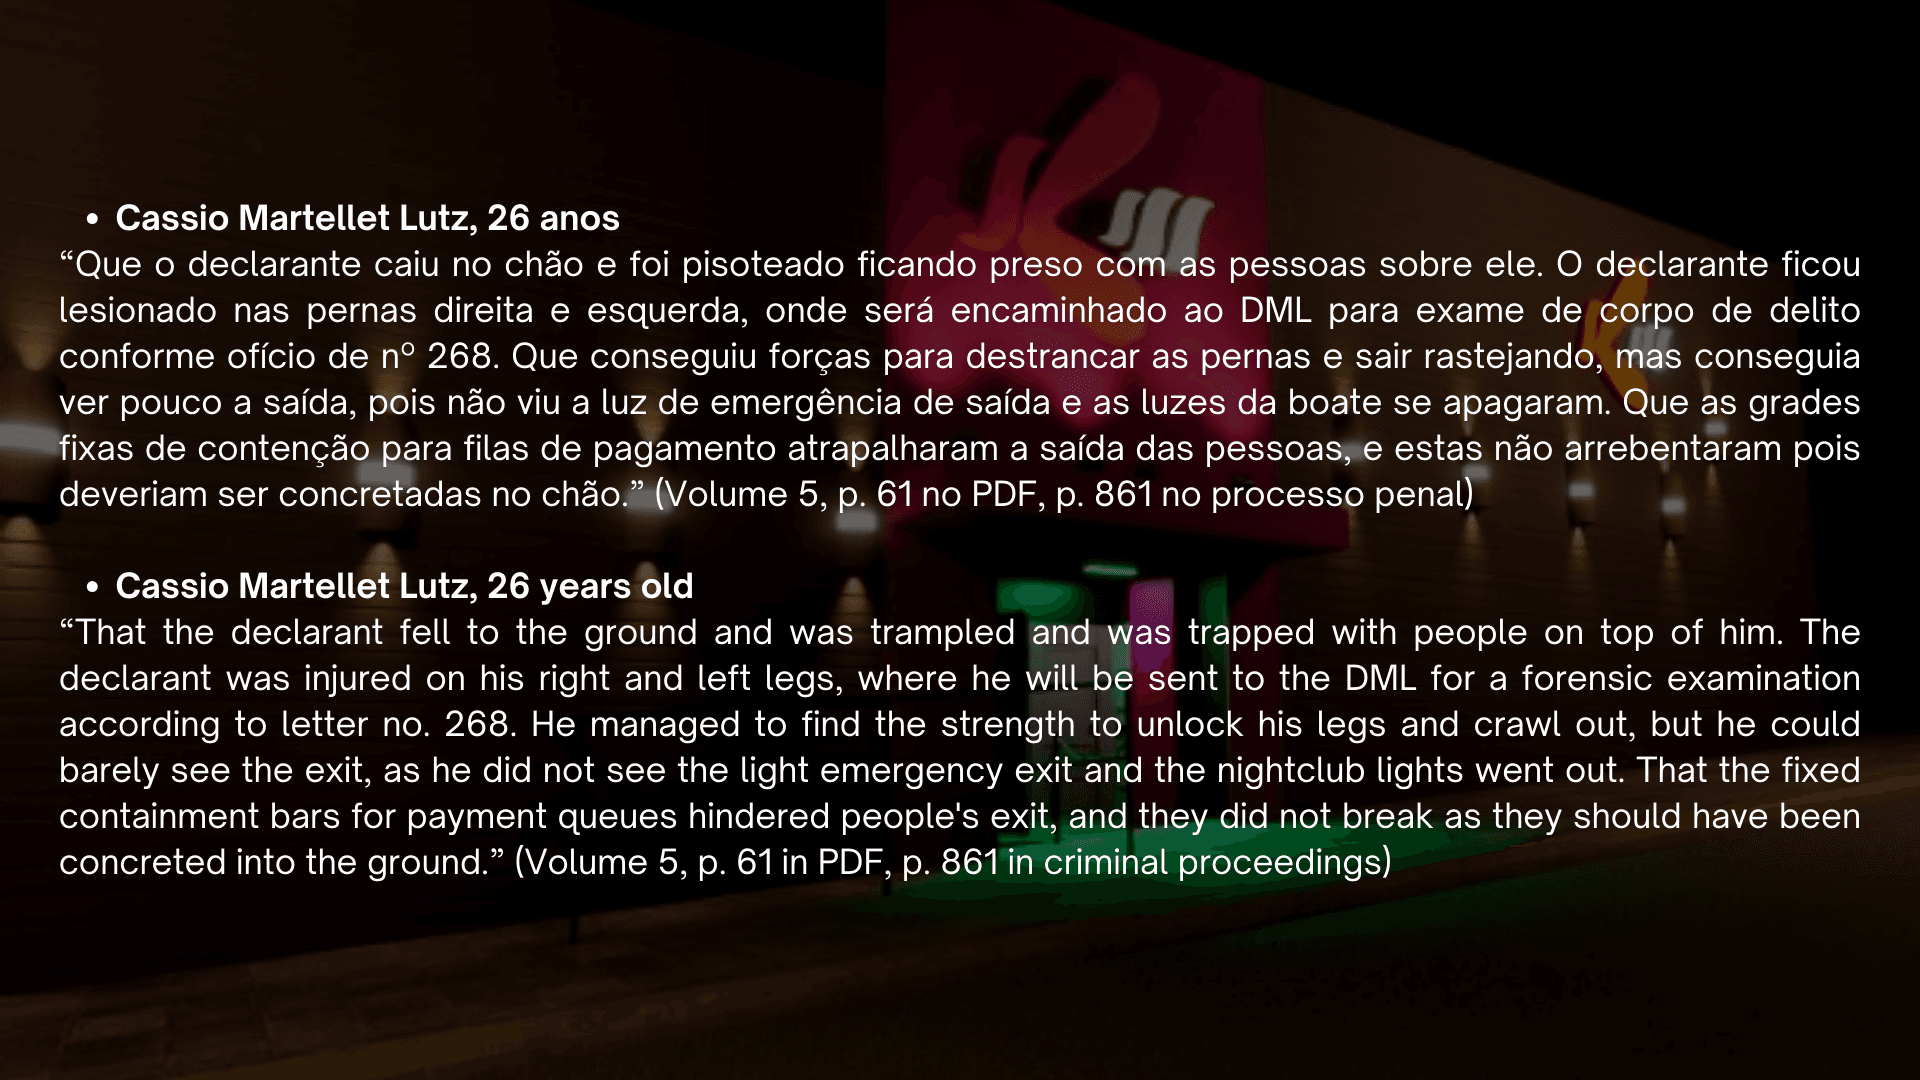 • Cassio Martellet Lutz, 26 anos
“Que o declarante caiu no chão e foi pisoteado ficando preso com as pessoas sobre ele. O declarante ficou
lesionado nas pernas direita e esquerda, onde será encaminhado ao DML para exame de corpo de delito
conforme ofício de nº 268. Que conseguiu forças para destrancar as pernas e sair rastejando, mas conseguia
ver pouco a saída, pois não viu a luz de emergência de saída e as luzes da boate se apagaram. Que as grades
fixas de contenção para filas de pagamento atrapalharam a saída das pessoas, e estas não arrebentaram pois
deveriam ser concretadas no chão.” (Volume 5, p. 61 no PDF, p. 861 no processo penal)
• Cassio Martellet Lutz, 26 years old
“That the declarant fell to the ground and was trampled and was trapped with people on top of him. The
declarant was injured on his right and left legs, where he will be sent to the DML for a forensic examination
according to letter no. 268. He managed to find the strength to unlock his legs and crawl out, but he could
barely see the exit, as he did not see the light emergency exit and the nightclub lights went out. That the fixed
containment bars for payment queues hindered people's exit, and they did not break as they should have been
concreted into the ground.” (Volume 5, p. 61 in PDF, p. 861 in criminal proceedings)